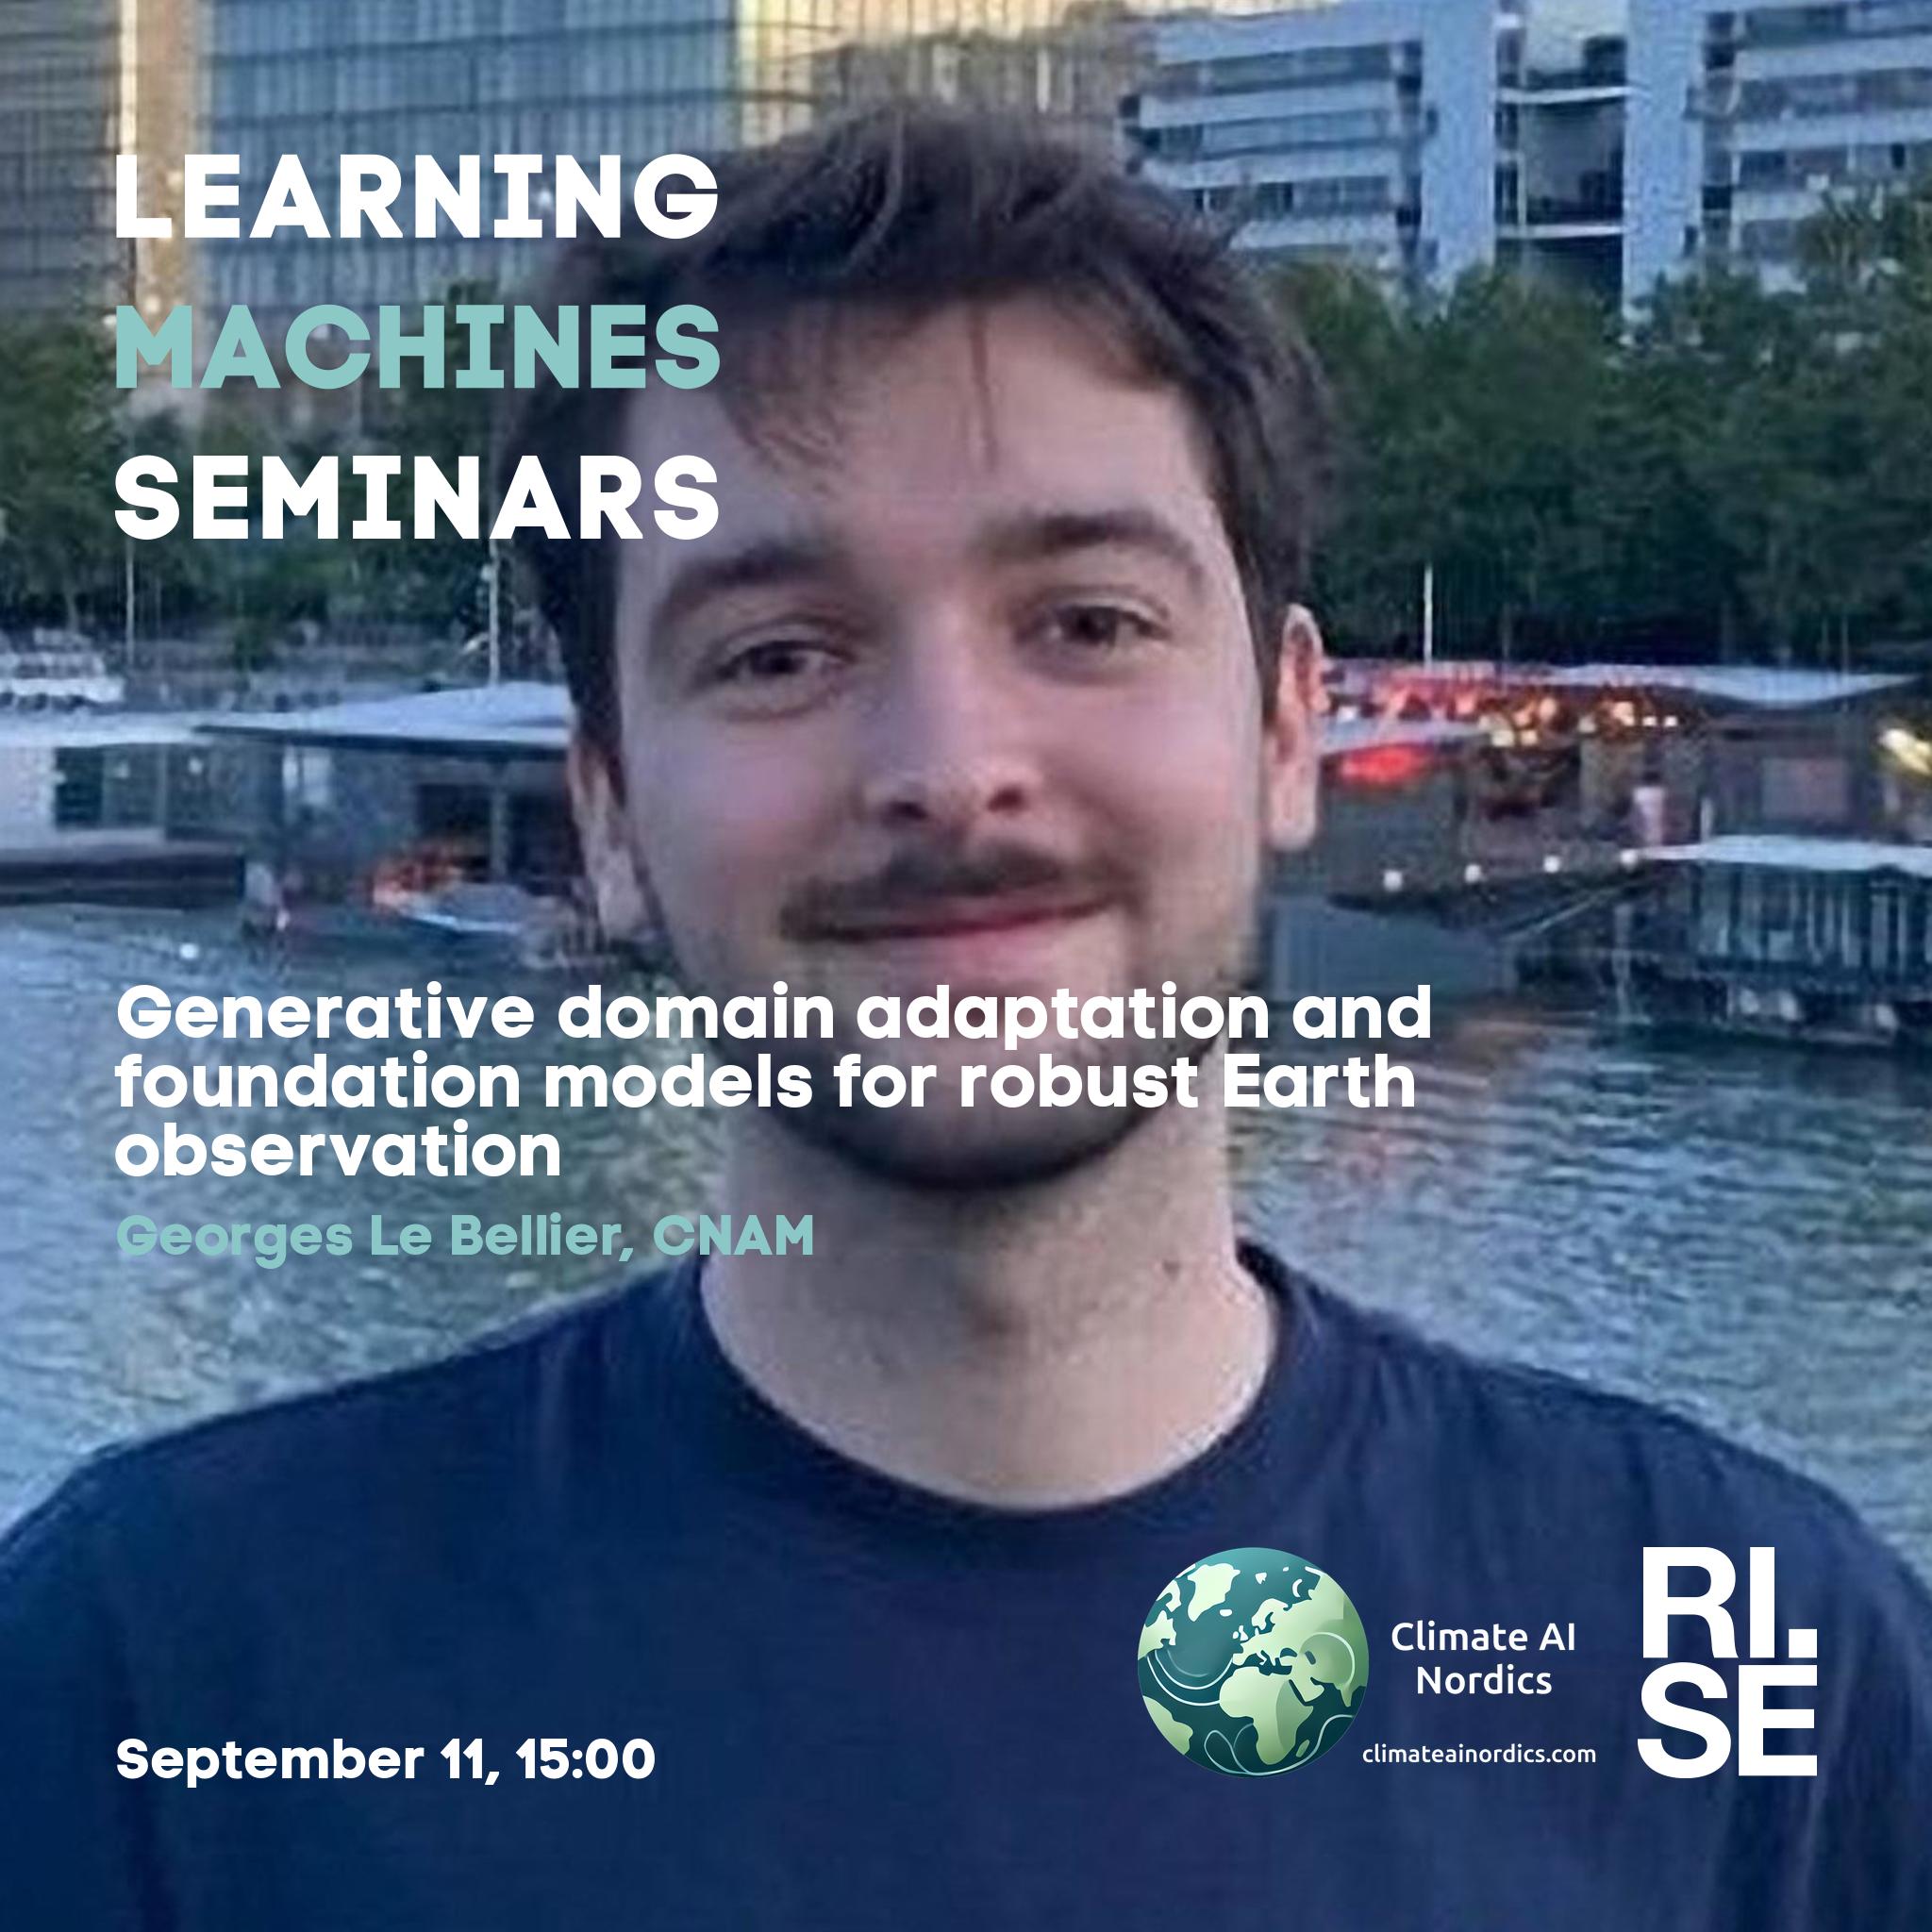 LEARNING
MACHINES
SEMINARS
Generative domain adaptation and
foundation models for robust Earth
observation
Georges Le Bellier, CNAM
September 11, 15:00
Climate AI
Nordics
climateainordics.com
RI.
SE